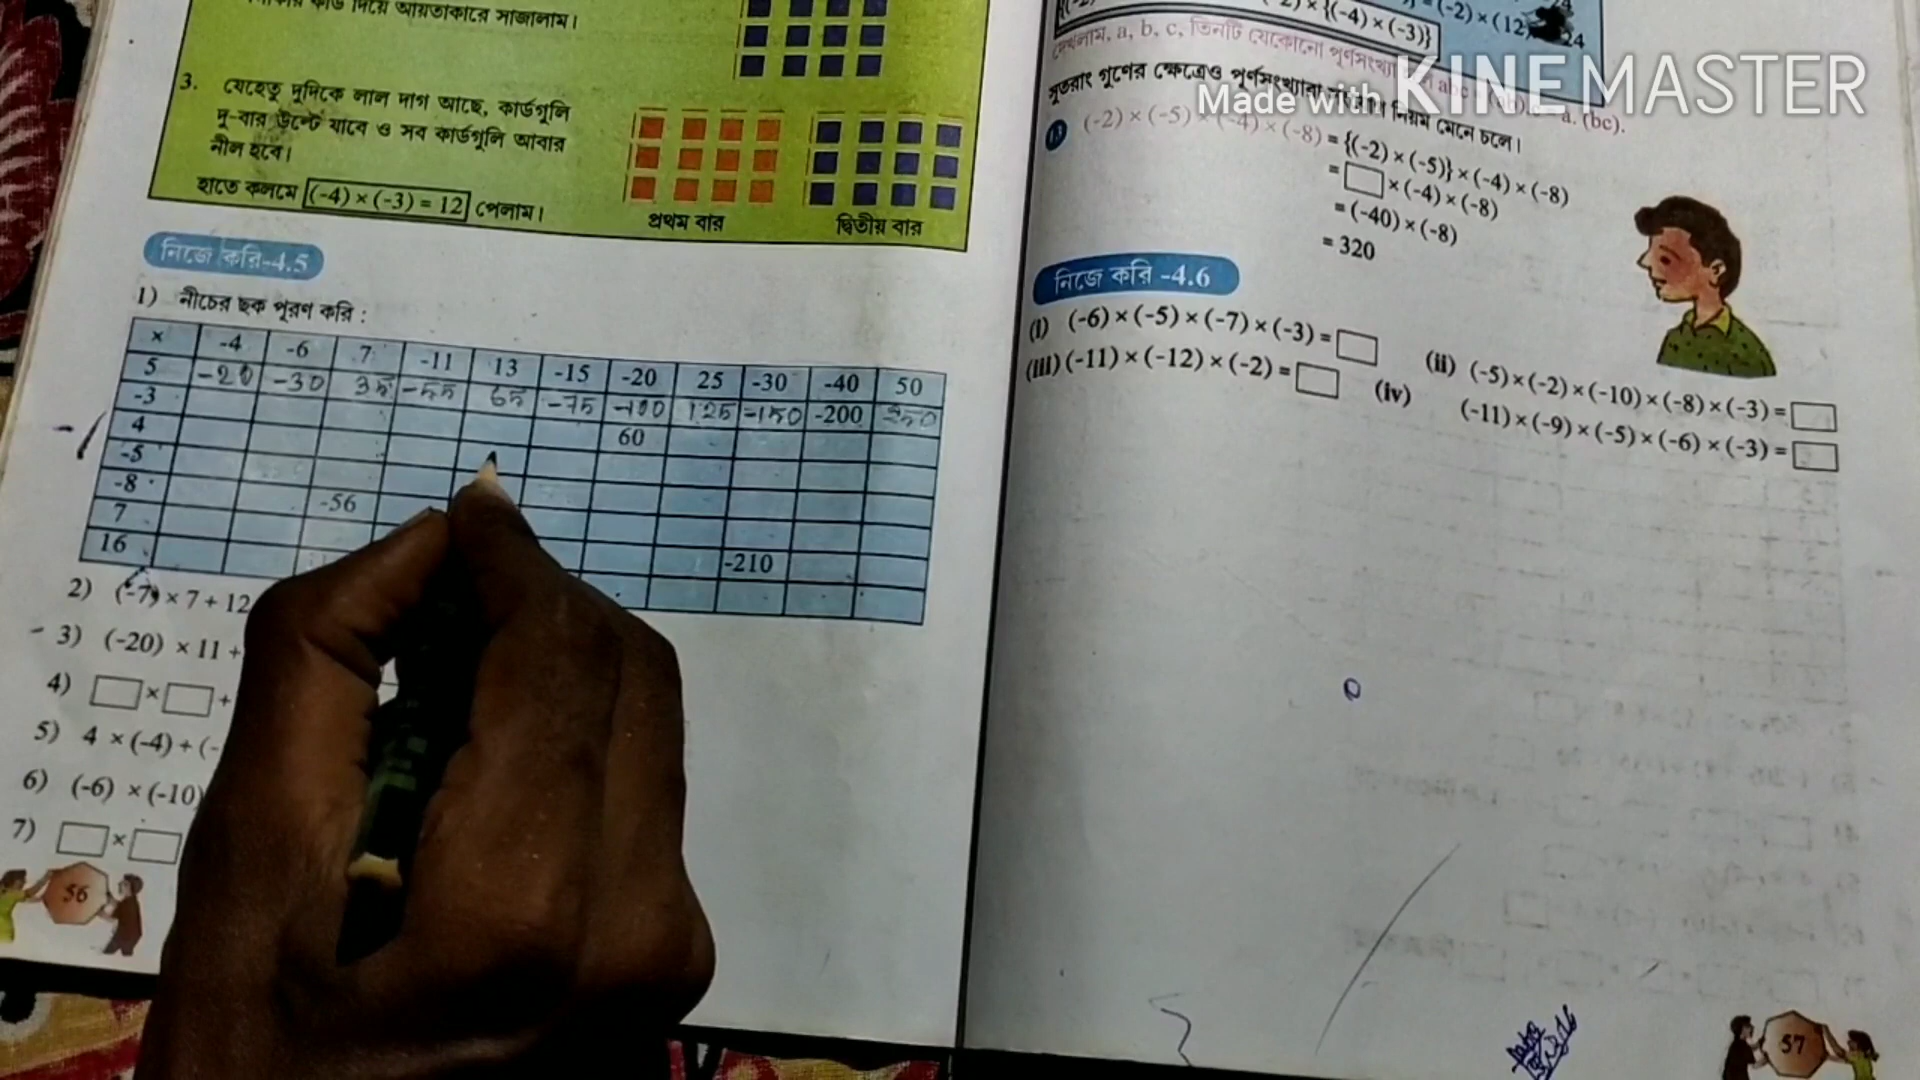 দিয়ে আয়তাকারে সাজালাম।
3. যেহেতু দুদিকে লাল দাগ আছে, কার্ডগুলি
দু-বার উল্টে যাবে ও সব কার্ডগুলি আবার
নীল হবে।
হাতে কলমে (-4) × (-3) = 12 পেলাম।
প্রথম বার
দ্বিতীয় বার
নিজে করি-4.5
1) নীচের ছক পূরণ করি :
× -4 -6 7 -11 13 -15 -20 25 -30 -40 50
5 -20 -30 35 -55 65 -75 -100 125 -150 -200 250
-3 60
4
-5
-8 -56
7 -210
16
2) (-7) × 7 + 12
3) (-20) × 11 +
4) □ × □ +
5) 4 × (-4) + (-
6) (-6) × (-10)
7) □ × □
56
× {(-4) × (-3)}
(-2) × (12) 24
দেখলাম, a, b, c, তিনটি যেকোনো পূর্ণসংখ্যা abc a. (bc).
সুতরাং গুণের ক্ষেত্রেও পূর্ণসংখ্যারা নিয়ম মেনে চলে।
Made with KINEMASTER
13 (-2) × (-5) × (-4) × (-8) = {(-2) × (-5)} × (-4) × (-8)
= □ × (-4) × (-8)
= (-40) × (-8)
= 320
নিজে করি -4.6
(i) (-6) × (-5) × (-7) × (-3) = □
(ii) (-5) × (-2) × (-10) × (-8) × (-3) = □
(iii) (-11) × (-12) × (-2) = □
(iv) (-11) × (-9) × (-5) × (-6) × (-3) = □
57